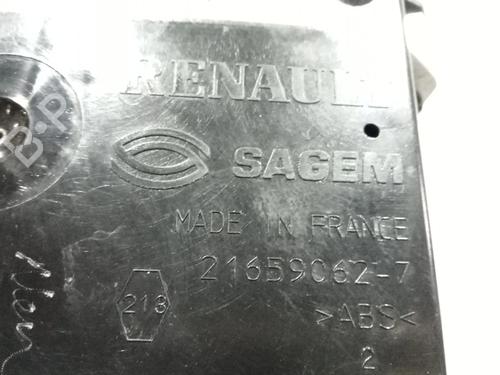 RENAULT
SAGEM
MADE IN FRANCE
21659062-7
213
>ABS<
2
B-P